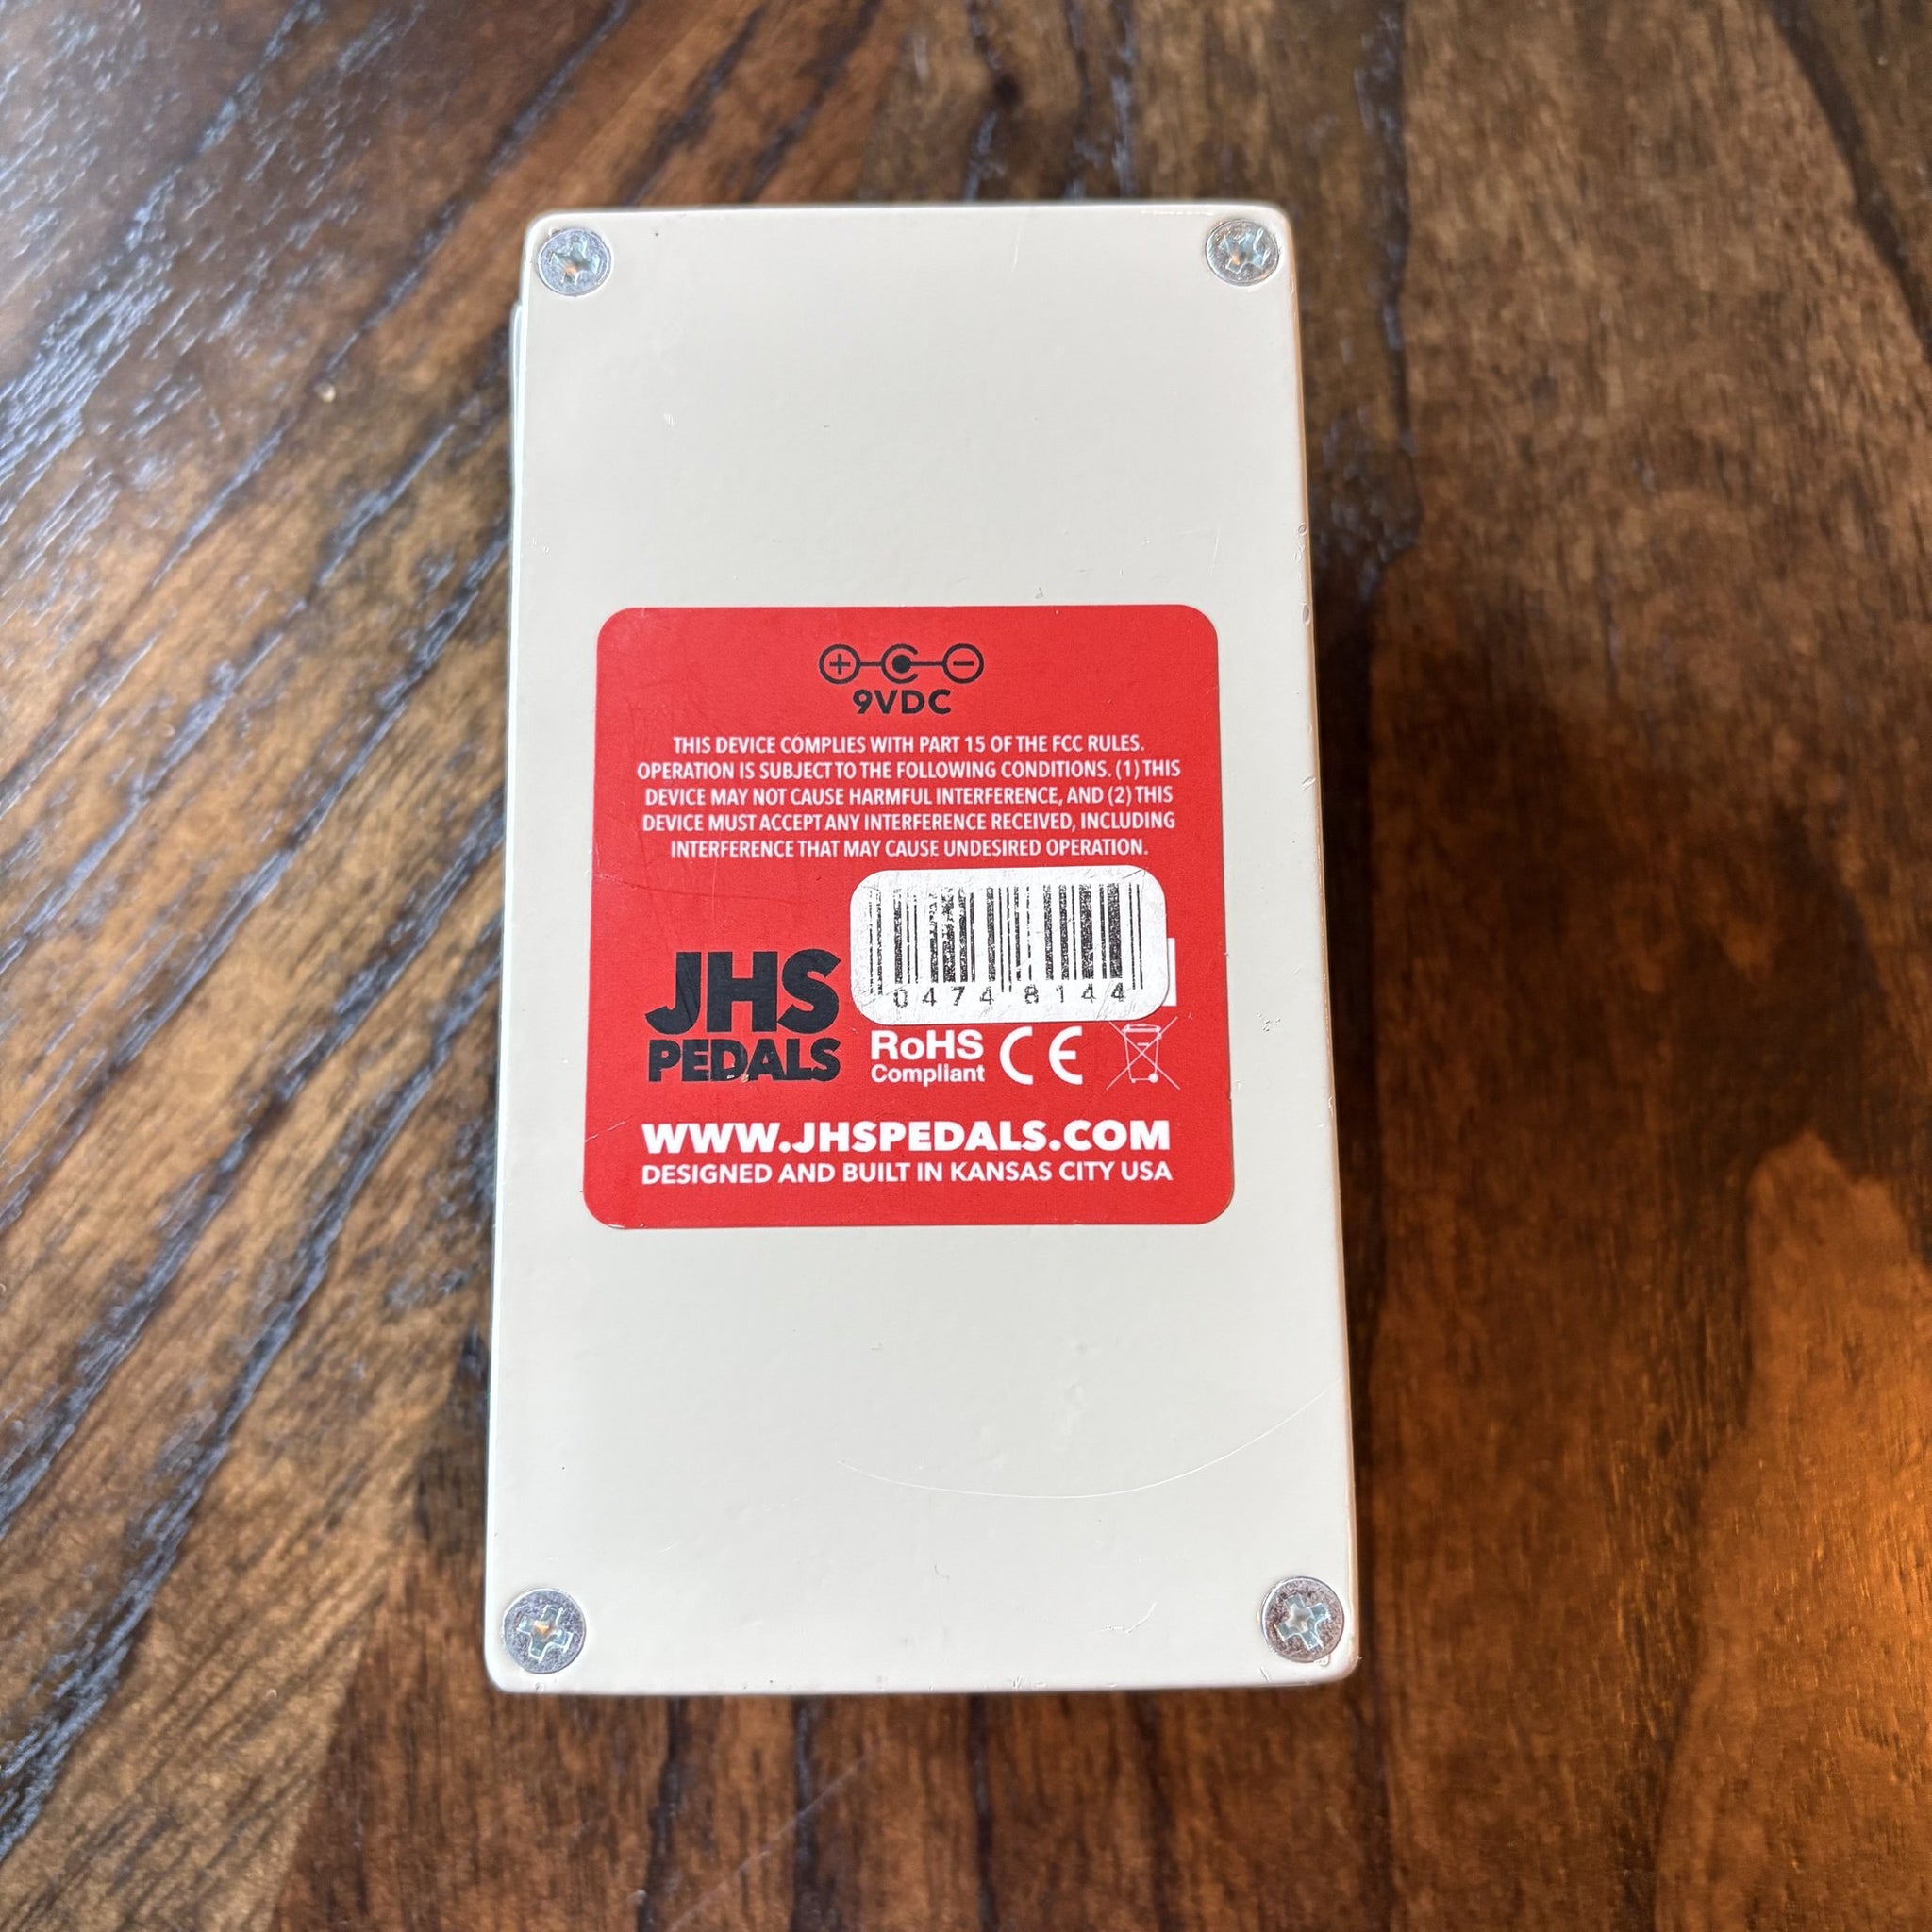 9VDC
THIS DEVICE COMPLIES WITH PART 15 OF THE FCC RULES.
OPERATION IS SUBJECT TO THE FOLLOWING CONDITIONS. (1) THIS
DEVICE MAY NOT CAUSE HARMFUL INTERFERENCE, AND (2) THIS
DEVICE MUST ACCEPT ANY INTERFERENCE RECEIVED, INCLUDING
INTERFERENCE THAT MAY CAUSE UNDESIRED OPERATION.
0474 8144
JHS
PEDALS
RoHS
Compliant
CE
WWW.JHSPEDALS.COM
DESIGNED AND BUILT IN KANSAS CITY USA